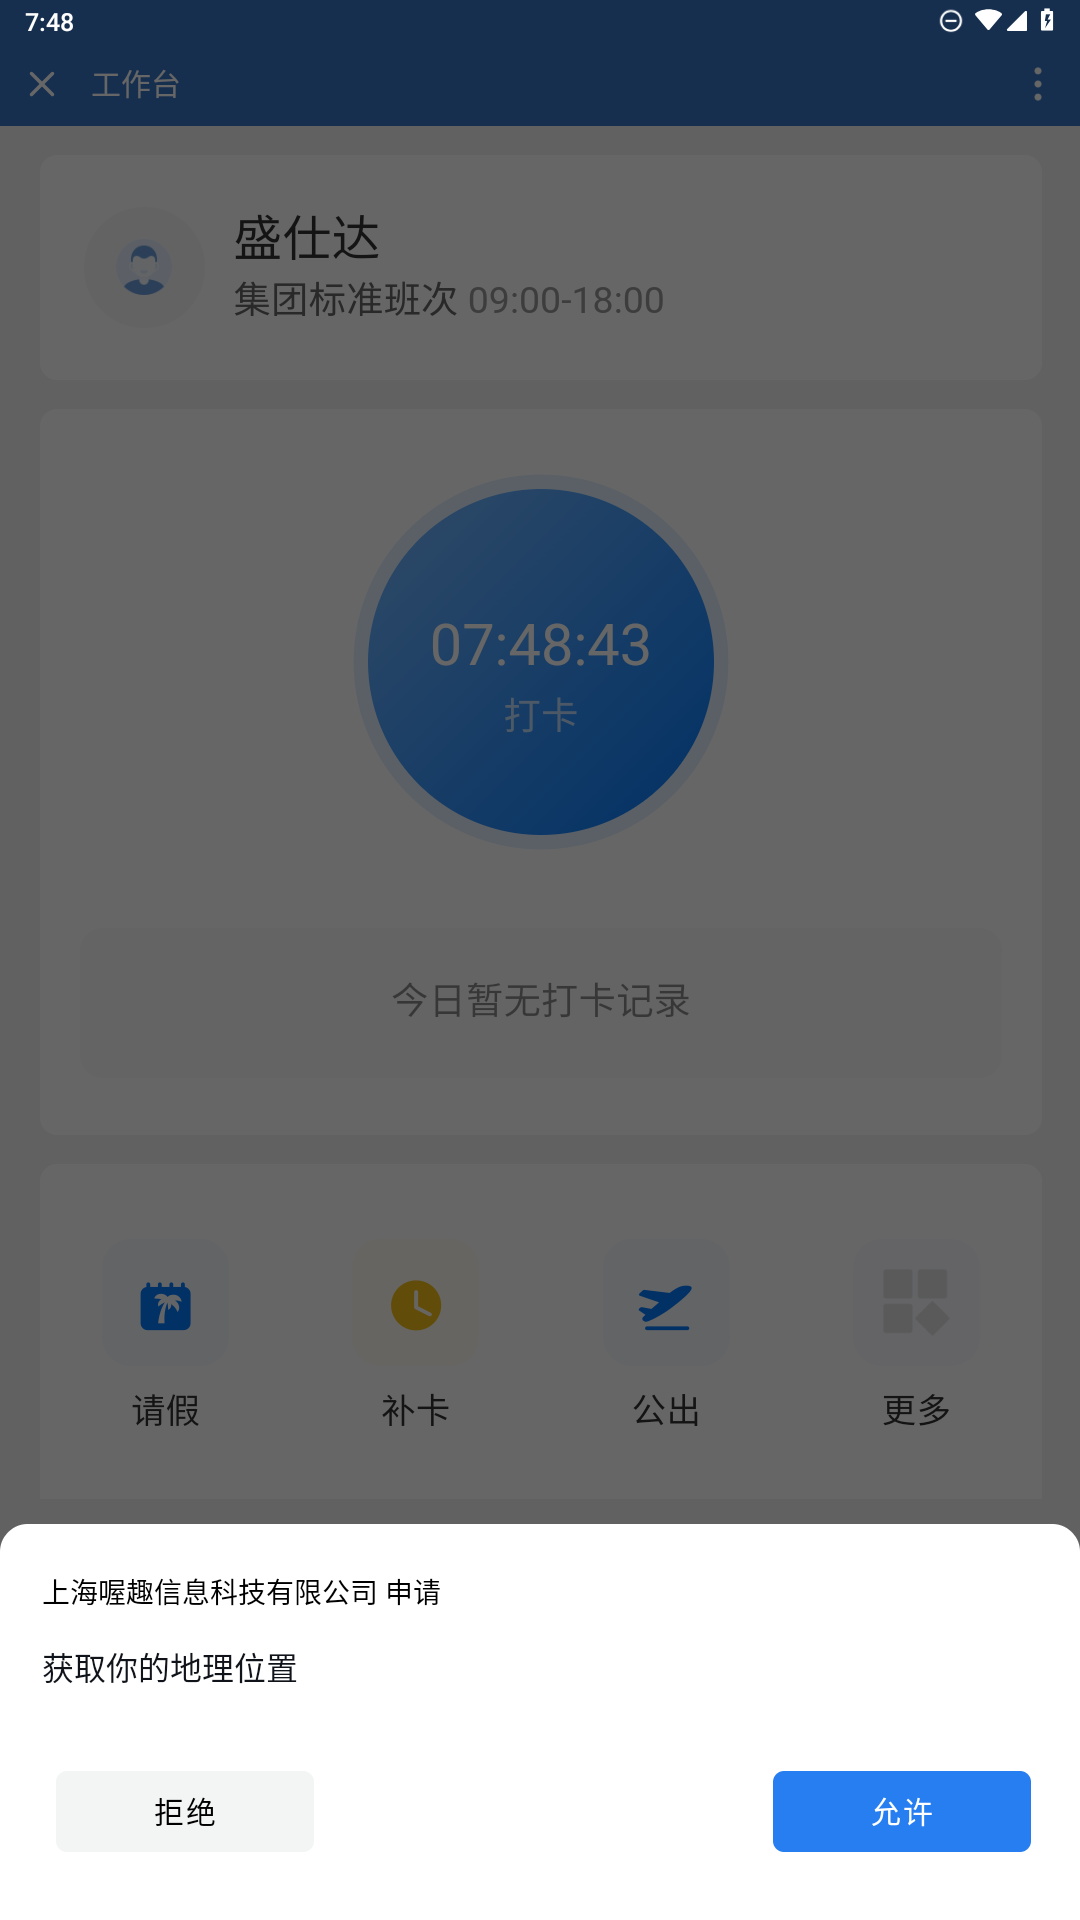 7:48
工作台
盛仕达
集团标准班次 09:00-18:00
07:48:43
打卡
今日暂无打卡记录
请假 补卡 公出 更多
上海喔趣信息科技有限公司 申请
获取你的地理位置
拒绝 允许